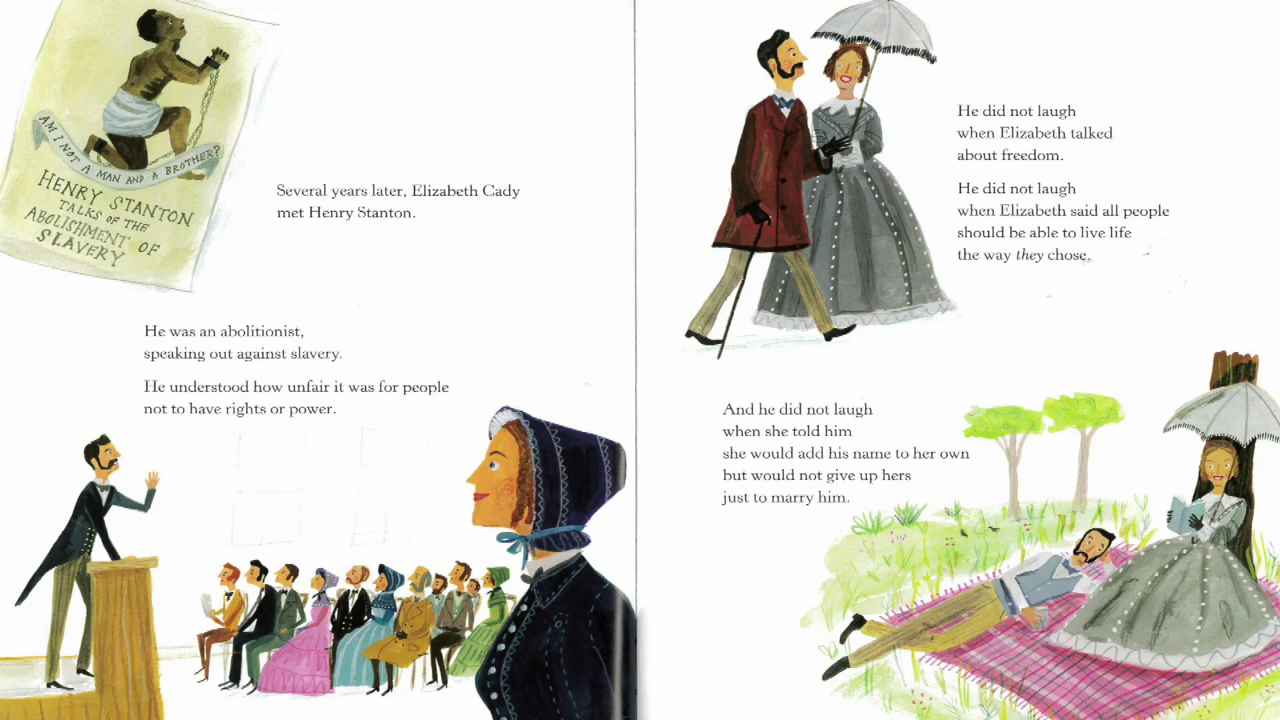 AM I NOT A MAN AND A BROTHER?
HENRY STANTON
TALKS OF THE
ABOLISHMENT OF
SLAVERY
Several years later, Elizabeth Cady
met Henry Stanton.
He was an abolitionist,
speaking out against slavery.
He understood how unfair it was for people
not to have rights or power.
He did not laugh
when Elizabeth talked
about freedom.
He did not laugh
when Elizabeth said all people
should be able to live life
the way they chose.
And he did not laugh
when she told him
she would add his name to her own
but would not give up hers
just to marry him.